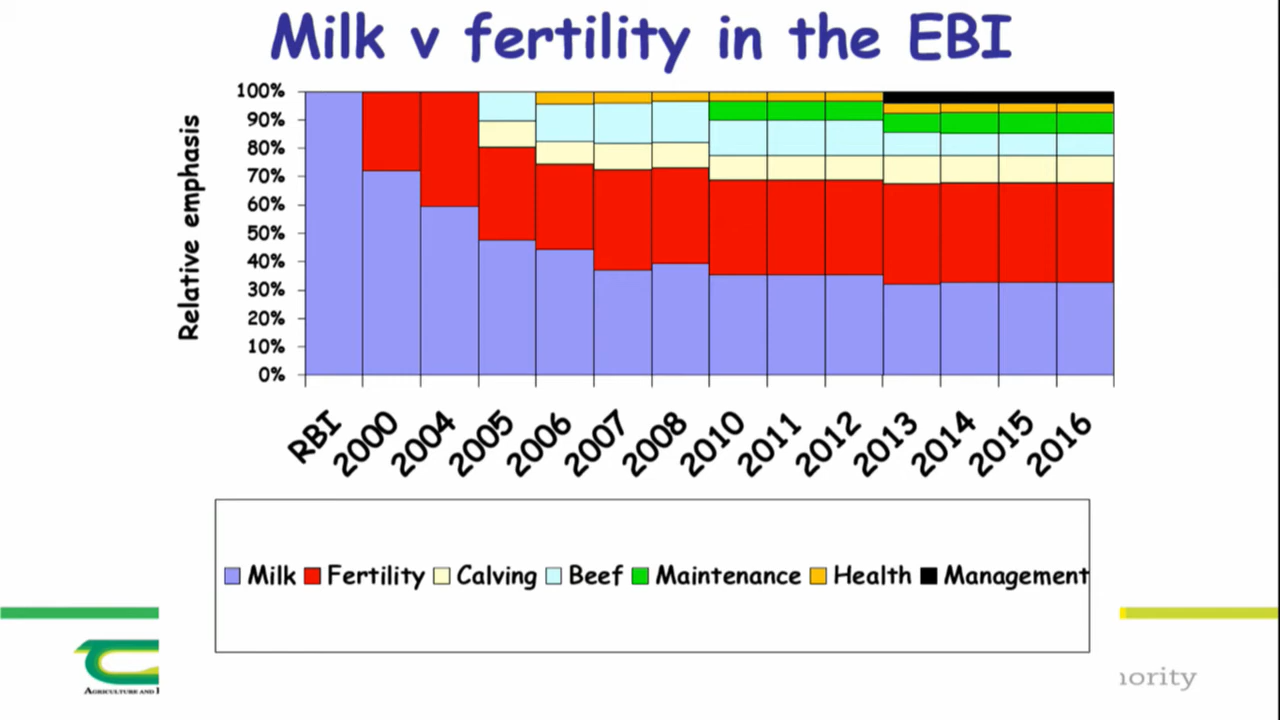 Milk v fertility in the EBI
Relative emphasis
100%
90%
80%
70%
60%
50%
40%
30%
20%
10%
0%
RBI 2000 2004 2005 2006 2007 2008 2010 2011 2012 2013 2014 2015 2016
Milk Fertility Calving Beef Maintenance Health Management
AGRICULTURE AND